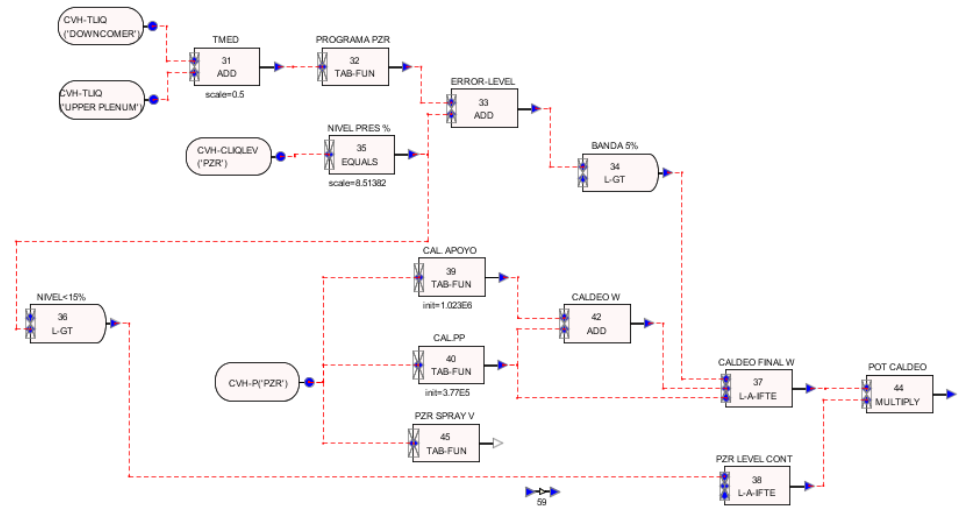 CVH-TLIQ
('DOWNCOMER')
TMED
31
ADD
scale=0.5
PROGRAMA PZR
32
TAB-FUN
CVH-TLIQ
('UPPER PLENUM')
ERROR-LEVEL
33
ADD
CVH-CLIQLEV
('PZR')
NIVEL PRES %
35
EQUALS
scale=8.51382
BANDA 5%
34
L-GT
NIVEL<15%
36
L-GT
CAL. APOYO
39
TAB-FUN
init=1.023E6
CALDEO W
42
ADD
CVH-P('PZR')
CAL.PP
40
TAB-FUN
init=3.77E5
CALDEO FINAL W
37
L-A-IFTE
POT CALDEO
44
MULTIPLY
PZR SPRAY V
45
TAB-FUN
PZR LEVEL CONT
38
L-A-IFTE
59